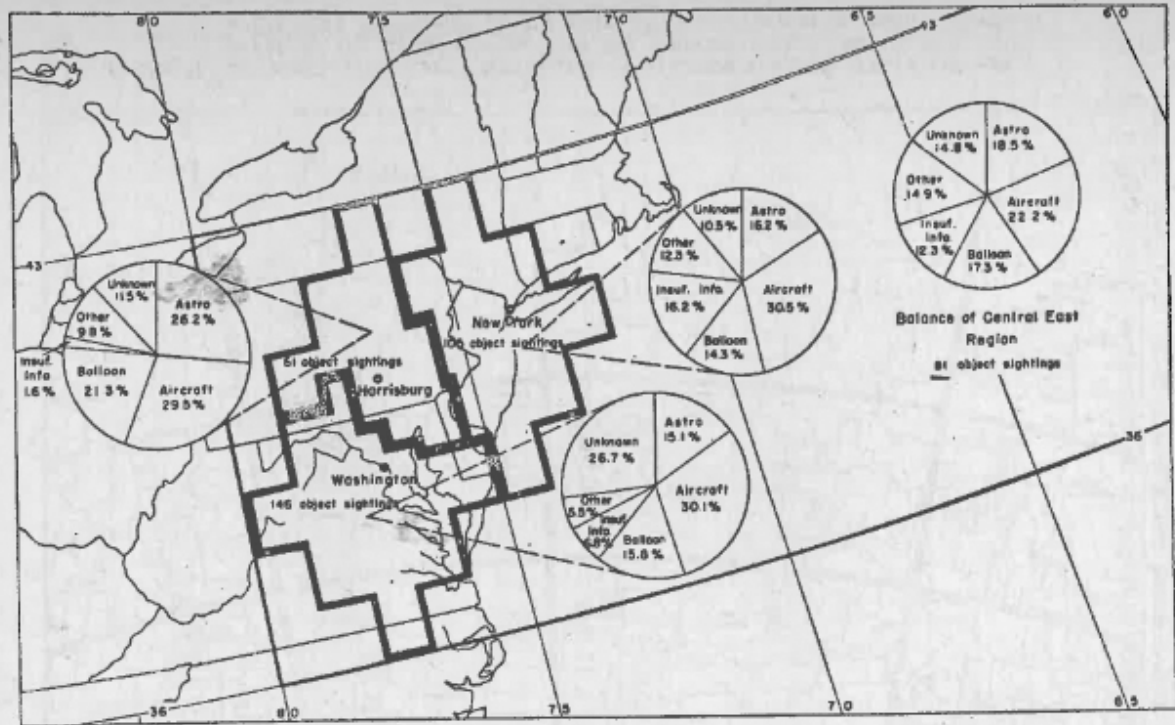 80
75
70
65
60
43
Unknown
14.8%
Astro
18.5%
Other
14.9%
Aircraft
22.2%
Insuf.
Info.
12.3%
Balloon
17.3%
Balance of Central East
Region
81 object sightings
Unknown
10.5%
Astro
16.2%
Other
12.3%
Insuf. Info.
16.2%
Aircraft
30.5%
Balloon
14.3%
43
Unknown
11.5%
Astro
26.2%
Other
9.8%
Insuf.
Info
1.6%
Balloon
21.3%
Aircraft
29.5%
New York
105 object sightings
61 object sightings
Harrisburg
Washington
146 object sightings
Unknown
26.7%
Astro
15.1%
Other
5.5%
Insuf.
Info
6.8%
Balloon
15.8%
Aircraft
30.1%
36
36
80
75
70
65